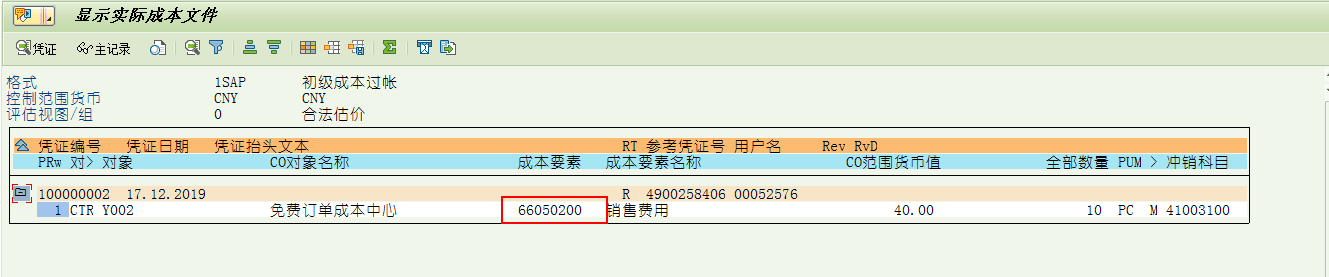 显示实际成本文件
凭证 主记录
格式 1SAP 初级成本过帐
控制范围货币 CNY CNY
评估视图/组 0 合法估价
凭证编号 凭证日期 凭证抬头文本 RT 参考凭证号 用户名 Rev RvD
PRw 对> 对象 CO对象名称 成本要素 成本要素名称 CO范围货币值 全部数量 PUM > 冲销科目
100000002 17.12.2019 R 4900258406 00052576
1 CTR Y002 免费订单成本中心 66050200 销售费用 40.00 10 PC M 41003100